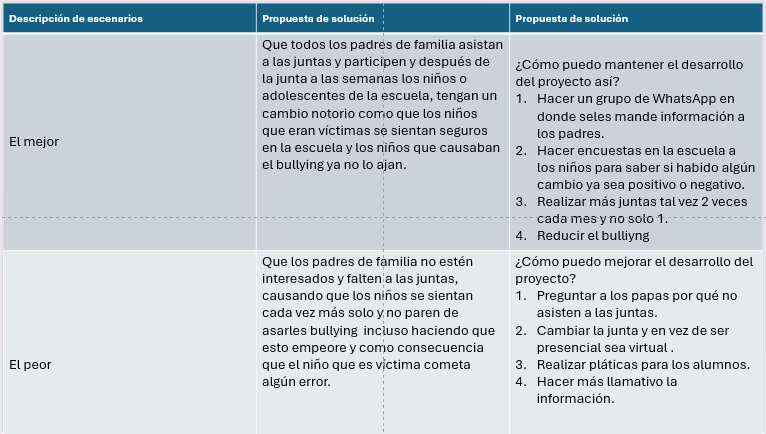 Descripción de escenarios
Propuesta de solución
Propuesta de solución
El mejor
Que todos los padres de familia asistan
a las juntas y participen y después de
la junta a las semanas los niños o
adolescentes de la escuela, tengan un
cambio notorio como que los niños
que eran víctimas se sientan seguros
en la escuela y los niños que causaban
el bullying ya no lo ajan.
¿Cómo puedo mantener el desarrollo
del proyecto así?
1. Hacer un grupo de WhatsApp en
donde seles mande información a
los padres.
2. Hacer encuestas en la escuela a
los niños para saber si habido algún
cambio ya sea positivo o negativo.
3. Realizar más juntas tal vez 2 veces
cada mes y no solo 1.
4. Reducir el bulliyng
El peor
Que los padres de familia no estén
interesados y falten a las juntas,
causando que los niños se sientan
cada vez más solo y no paren de
asarles bullying incluso haciendo que
esto empeore y como consecuencia
que el niño que es victima cometa
algún error.
¿Cómo puedo mejorar el desarrollo del
proyecto?
1. Preguntar a los papas por qué no
asisten a las juntas.
2. Cambiar la junta y en vez de ser
presencial sea virtual .
3. Realizar pláticas para los alumnos.
4. Hacer más llamativo la
información.